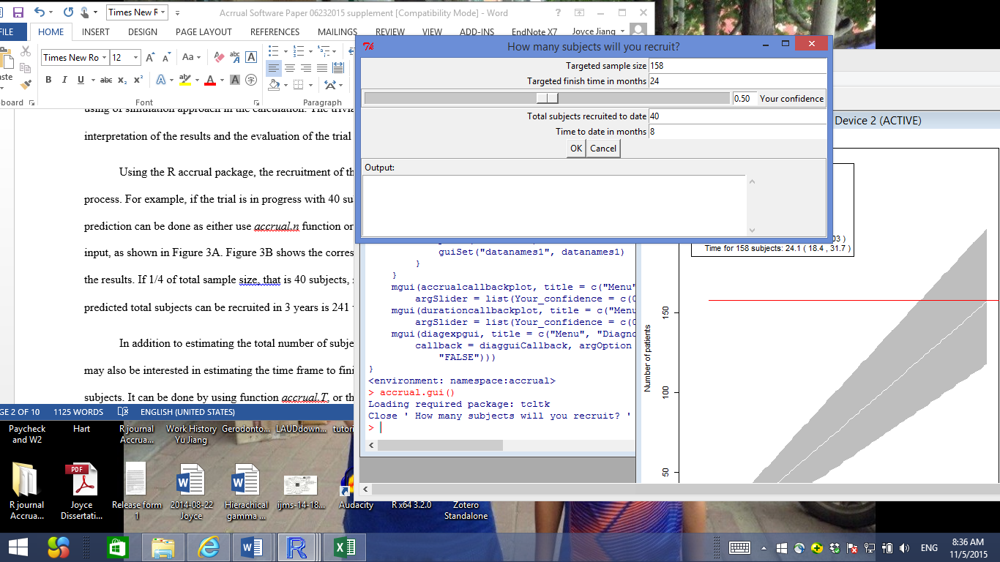 Times New R
Accrual Software Paper 06232015 supplement [Compatibility Mode] - Word
FILE HOME INSERT DESIGN PAGE LAYOUT REFERENCES MAILINGS REVIEW VIEW ADD-INS EndNote X7 Joyce Jiang
Times New Ro 12 Aa abc A
aste
B I U abc x₂ x² A ab A A 字
board Font Paragraph
using of simulation approach in the calculation. The
interpretation of the results and the evaluation of the trial
Using the R accrual package, the recruitment of th
process. For example, if the trial is in progress with 40 su
prediction can be done as either use accrual.n function or
input, as shown in Figure 3A. Figure 3B shows the corres
the results. If 1/4 of total sample size, that is 40 subjects,
predicted total subjects can be recruited in 3 years is 241
In addition to estimating the total number of subje
may also be interested in estimating the time frame to fini
subjects. It can be done by using function accrual.T, or th
GE 2 OF 10 1125 WORDS ENGLISH (UNITED STATES)
How many subjects will you recruit?
Targeted sample size 158
Targeted finish time in months 24
0.50 Your confidence
Total subjects recruited to date 40
Time to date in months 8
OK Cancel
Output:
guiSet("datanames1", datanames1)
}
}
mgui(accrualcallbackplot, title = c("Menu"
argSlider = list(Your_confidence = c(0
mgui(durationcallbackplot, title = c("Menu
argSlider = list(Your_confidence = c(0
mgui(diagexpgui, title = c("Menu", "Diagno
callback = diagguiCallback, argOption
"FALSE")))
}
<environment: namespace:accrual>
> accrual.gui()
Loading required package: tcltk
Close ' How many subjects will you recruit? '
>
Device 2 (ACTIVE)
03 )
Time for 158 subjects: 24.1 ( 18.4 , 31.7 )
Number of patients
150
100
50
Paycheck and W2
Hart
R journal Accrua...
Work History Yu Jiang
Gerodonto...
LAUDdown...
tutori
R journal Accrua...
PDF
Joyce Dissertati...
Release form 1
2014-08-22 Joyce
Hierachical gamma ...
ijms-14-18...
Audacity
R x64 3.2.0
Zotero Standalone
ENG
8:36 AM
11/5/2015